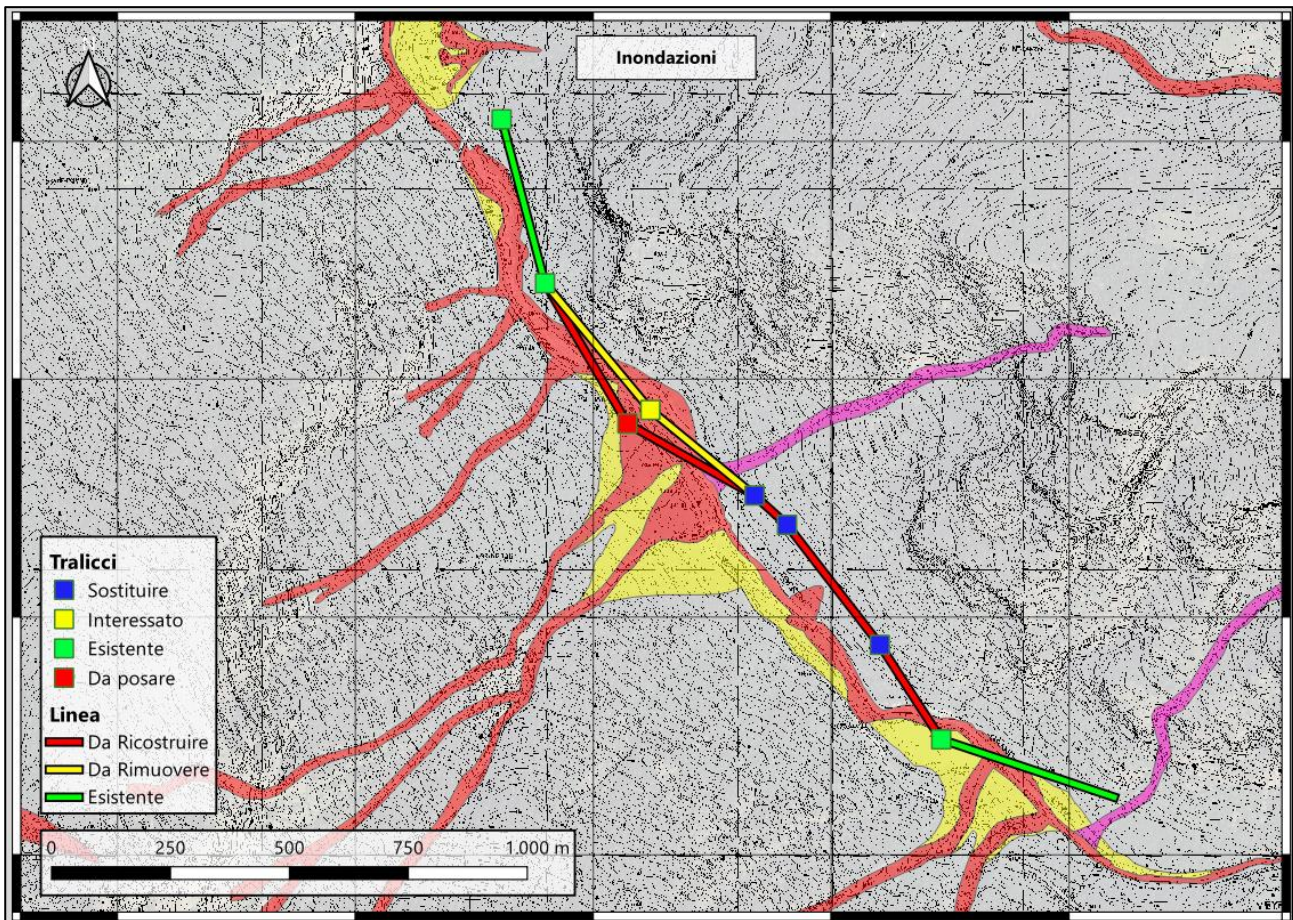 Inondazioni
Tralicci
Sostituire
Interessato
Esistente
Da posare
Linea
Da Ricostruire
Da Rimuovere
Esistente
0 250 500 750 1.000 m